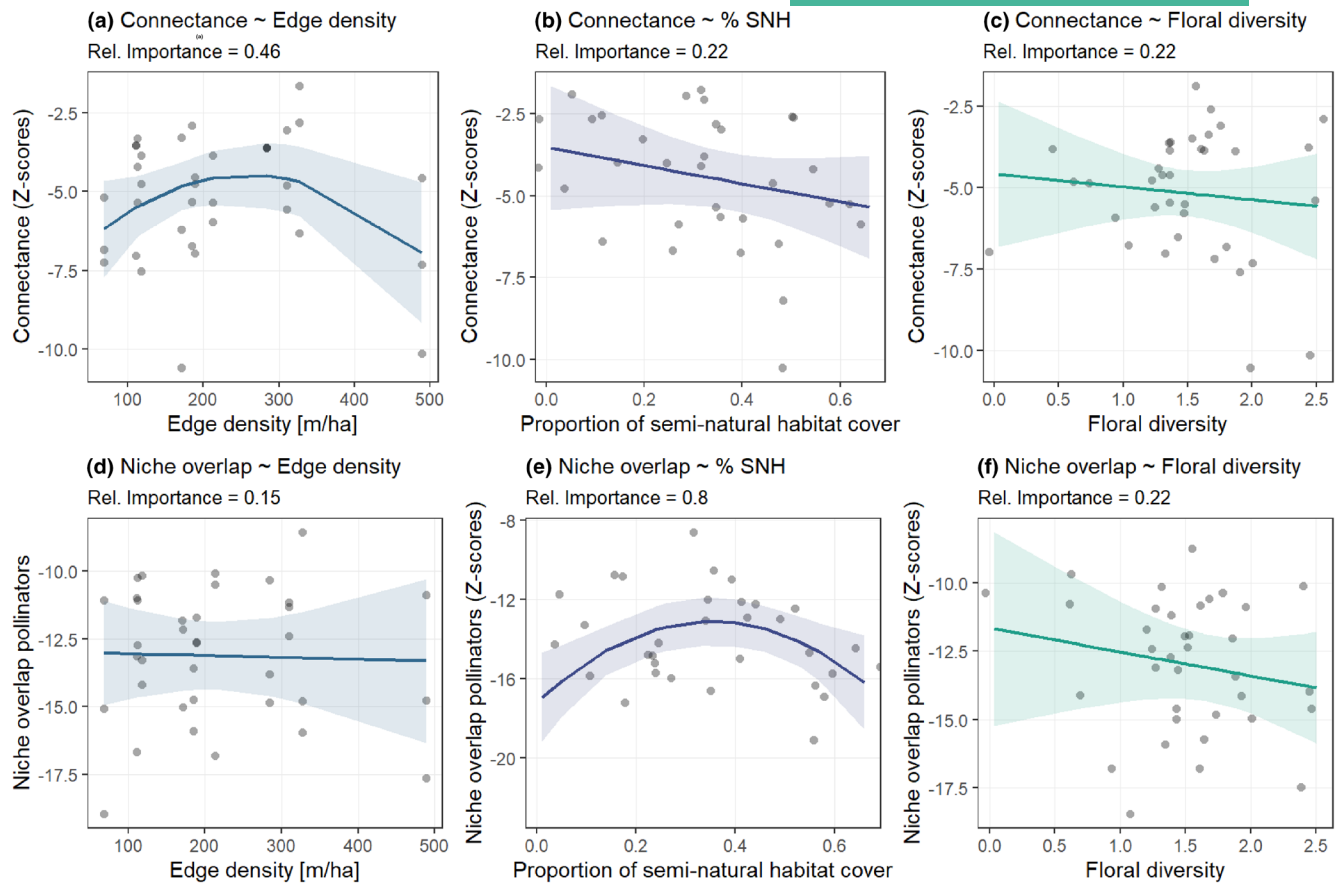 (a) Connectance ~ Edge density
(a)
Rel. Importance = 0.46
Connectance (Z-scores)
-2.5
-5.0
-7.5
-10.0
100 200 300 400 500
Edge density [m/ha]
(b) Connectance ~ % SNH
Rel. Importance = 0.22
Connectance (Z-scores)
-2.5
-5.0
-7.5
-10.0
0.0 0.2 0.4 0.6
Proportion of semi-natural habitat cover
(c) Connectance ~ Floral diversity
Rel. Importance = 0.22
Connectance (Z-scores)
-2.5
-5.0
-7.5
-10.0
0.0 0.5 1.0 1.5 2.0 2.5
Floral diversity
(d) Niche overlap ~ Edge density
Rel. Importance = 0.15
Niche overlap pollinators
-10.0
-12.5
-15.0
-17.5
100 200 300 400 500
Edge density [m/ha]
(e) Niche overlap ~ % SNH
Rel. Importance = 0.8
Niche overlap pollinators (Z-scores)
-8
-12
-16
-20
0.0 0.2 0.4 0.6
Proportion of semi-natural habitat cover
(f) Niche overlap ~ Floral diversity
Rel. Importance = 0.22
Niche overlap pollinators (Z-scores)
-10.0
-12.5
-15.0
-17.5
0.0 0.5 1.0 1.5 2.0 2.5
Floral diversity